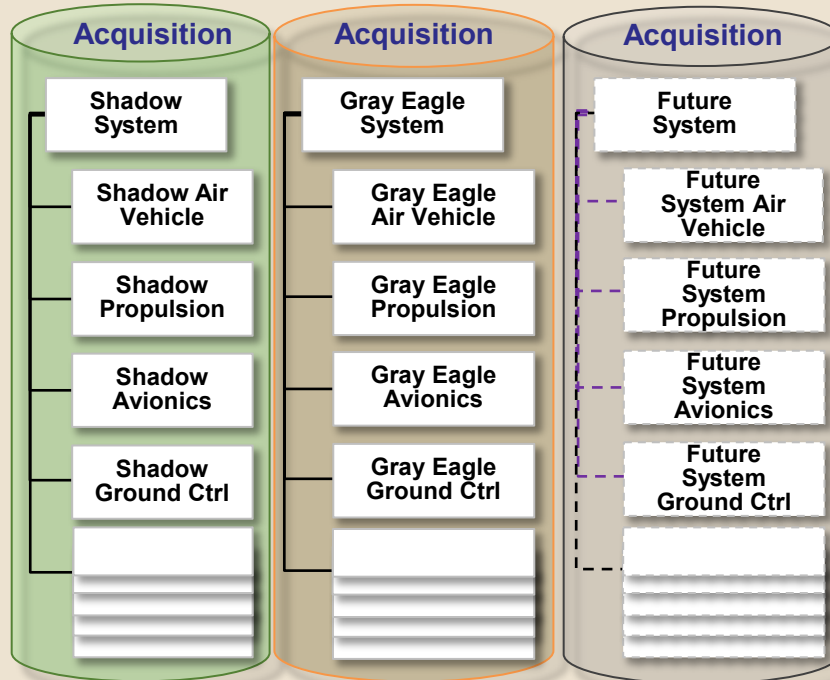 Acquisition
Shadow
System
Shadow Air
Vehicle
Shadow
Propulsion
Shadow
Avionics
Shadow
Ground Ctrl
Acquisition
Gray Eagle
System
Gray Eagle
Air Vehicle
Gray Eagle
Propulsion
Gray Eagle
Avionics
Gray Eagle
Ground Ctrl
Acquisition
Future
System
Future
System Air
Vehicle
Future
System
Propulsion
Future
System
Avionics
Future
System
Ground Ctrl